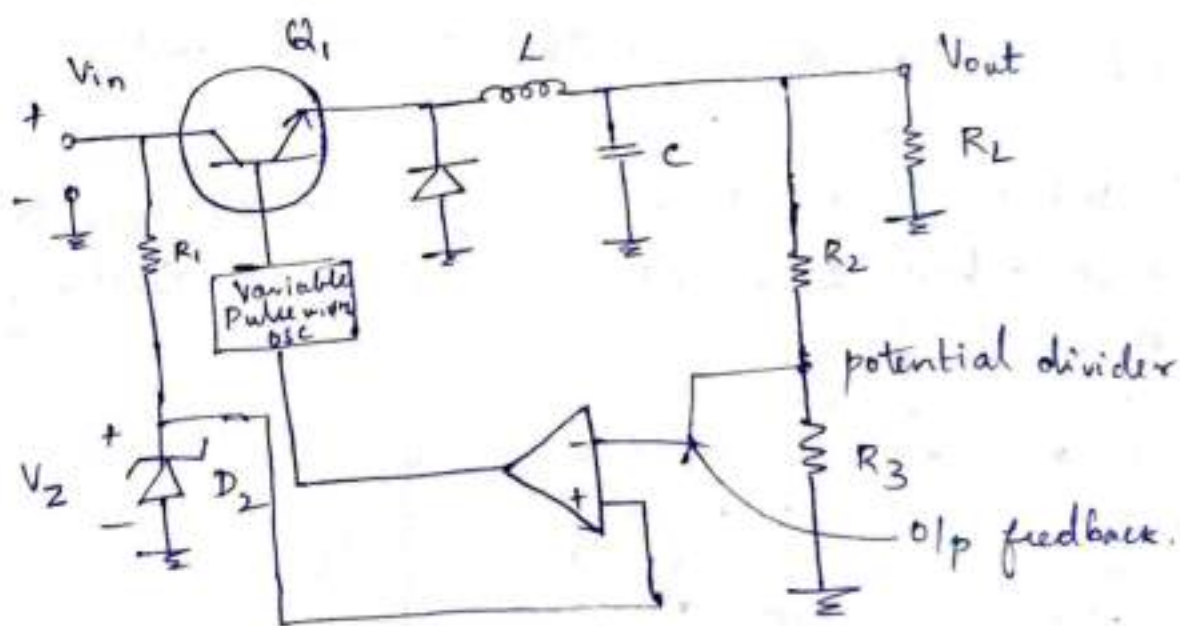 Q1
L
Vin
Vout
+
-
C
RL
R1
R2
Variable
Pulse width
OSC
potential divider
+
VZ
D2
-
-
+
R3
O/p feedback.